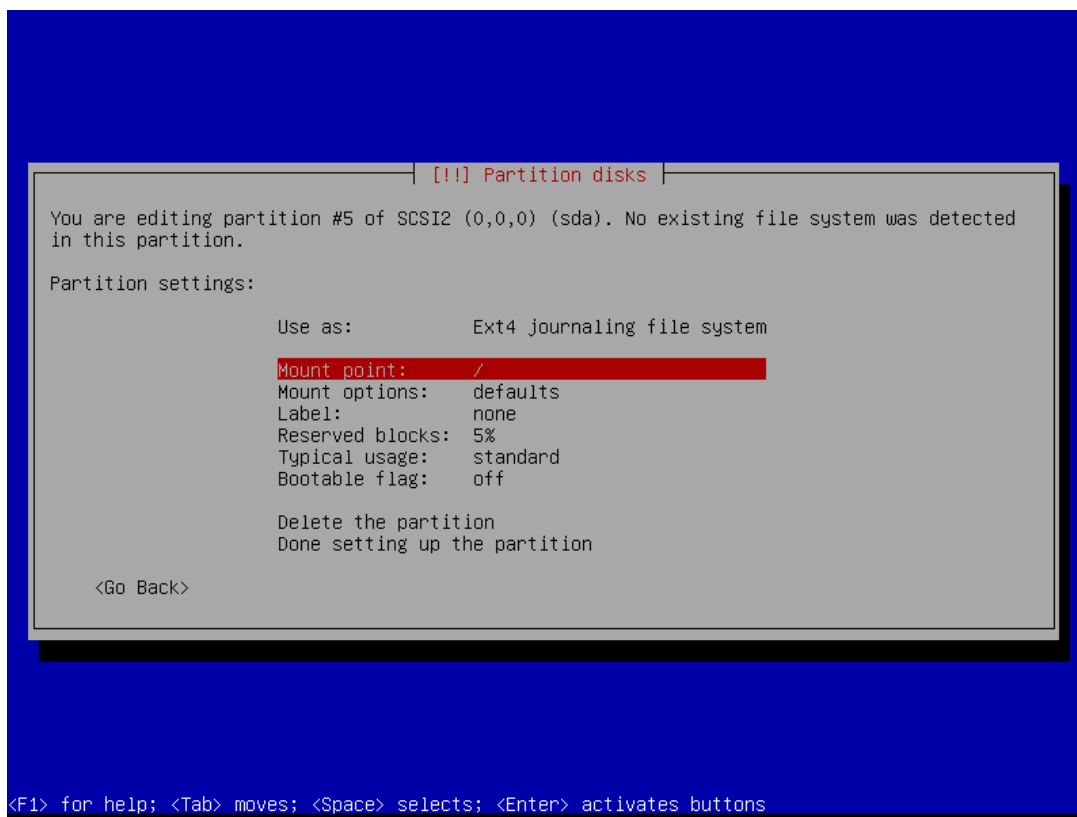 [!!] Partition disks
You are editing partition #5 of SCSI2 (0,0,0) (sda). No existing file system was detected
in this partition.
Partition settings:
Use as: Ext4 journaling file system
Mount point: /
Mount options: defaults
Label: none
Reserved blocks: 5%
Typical usage: standard
Bootable flag: off
Delete the partition
Done setting up the partition
<Go Back>
<F1> for help; <Tab> moves; <Space> selects; <Enter> activates buttons